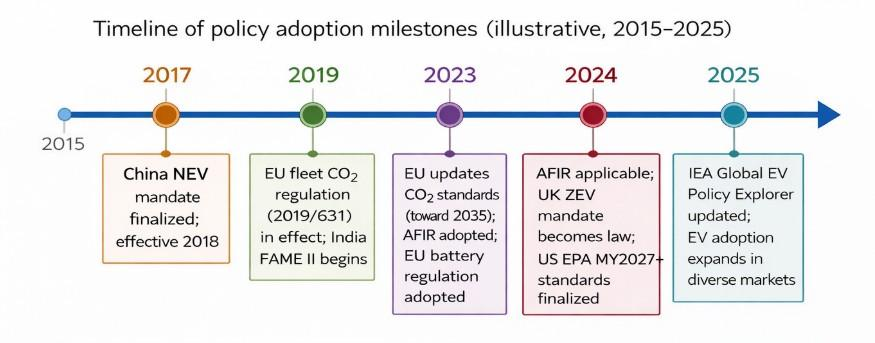 Timeline of policy adoption milestones (illustrative, 2015–2025)
2017
2019
2023
2024
2025
2015
China NEV
mandate
finalized;
effective 2018
EU fleet CO₂
regulation
(2019/631)
in effect; India
FAME II begins
EU updates
CO₂ standards
(toward 2035);
AFIR adopted;
EU battery
regulation
adopted
AFIR applicable;
UK ZEV
mandate
becomes law;
US EPA MY2027+
standards
finalized
IEA Global EV
Policy Explorer
updated;
EV adoption
expands in
diverse markets